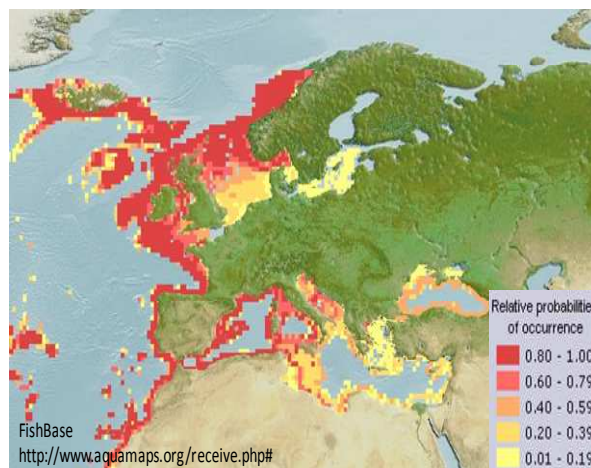 Relative probabilitie
of occurrence
0.80 - 1.00
0.60 - 0.79
0.40 - 0.59
0.20 - 0.39
0.01 - 0.19
FishBase
http://www.aquamaps.org/receive.php#